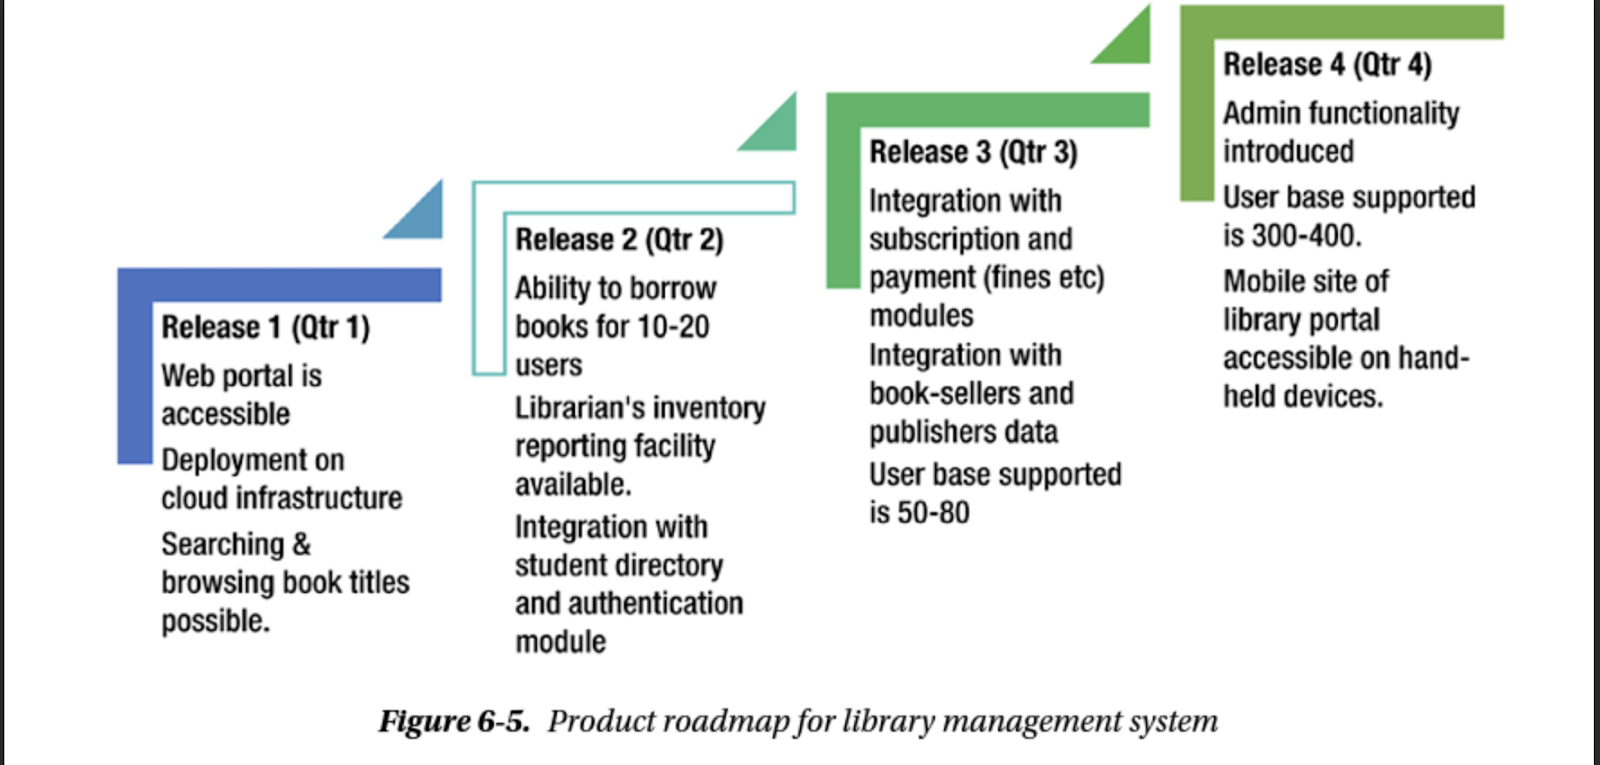 Release 1 (Qtr 1)
Web portal is
accessible
Deployment on
cloud infrastructure
Searching &
browsing book titles
possible.
Release 2 (Qtr 2)
Ability to borrow
books for 10-20
users
Librarian's inventory
reporting facility
available.
Integration with
student directory
and authentication
module
Release 3 (Qtr 3)
Integration with
subscription and
payment (fines etc)
modules
Integration with
book-sellers and
publishers data
User base supported
is 50-80
Release 4 (Qtr 4)
Admin functionality
introduced
User base supported
is 300-400.
Mobile site of
library portal
accessible on hand-
held devices.
Figure 6-5. Product roadmap for library management system